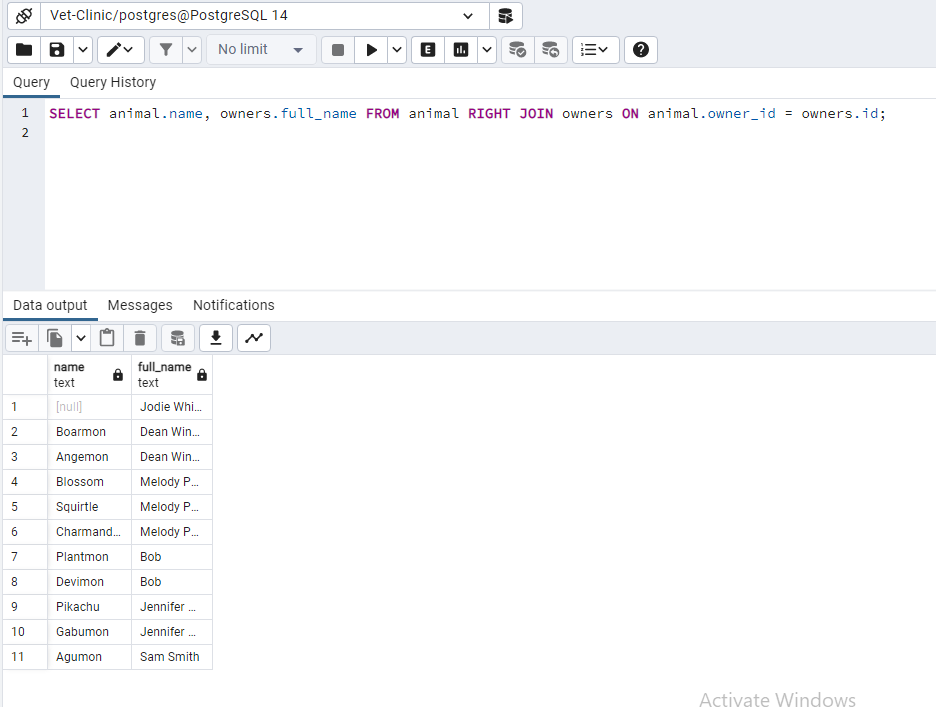 Vet-Clinic/postgres@PostgreSQL 14
No limit
E
Query Query History
1 SELECT animal.name, owners.full_name FROM animal RIGHT JOIN owners ON animal.owner_id = owners.id;
2
Data output Messages Notifications
name full_name
text text
1 [null] Jodie Whi...
2 Boarmon Dean Win...
3 Angemon Dean Win...
4 Blossom Melody P...
5 Squirtle Melody P...
6 Charmand... Melody P...
7 Plantmon Bob
8 Devimon Bob
9 Pikachu Jennifer ...
10 Gabumon Jennifer ...
11 Agumon Sam Smith
Activate Windows